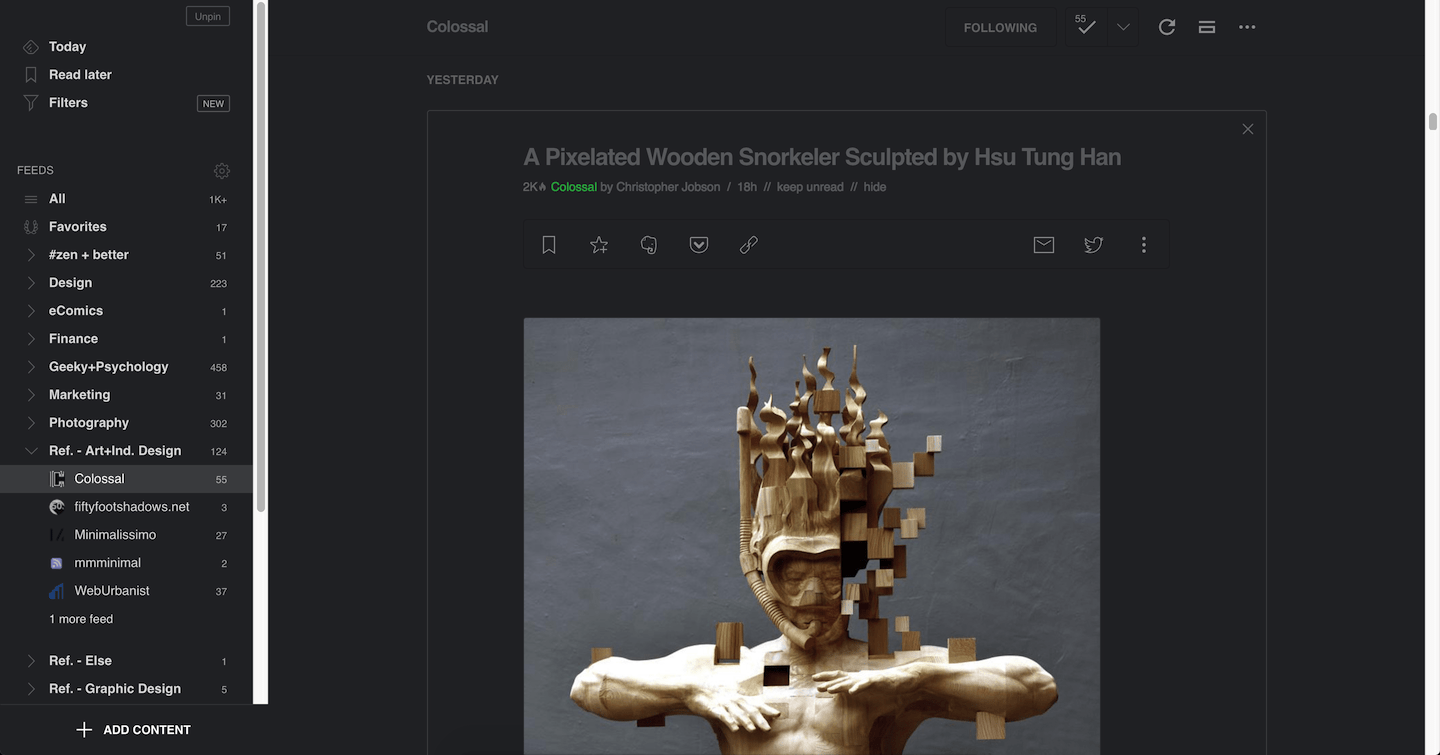 Unpin
Today
Read later
Filters NEW
FEEDS
All 1K+
Favorites 17
#zen + better 51
Design 223
eComics 1
Finance 1
Geeky+Psychology 458
Marketing 31
Photography 302
Ref. - Art+Ind. Design 124
Colossal 55
fiftyfootshadows.net 3
Minimalissimo 27
mmminimal 2
WebUrbanist 37
1 more feed
Ref. - Else 1
Ref. - Graphic Design 5
ADD CONTENT
Colossal
FOLLOWING
55
YESTERDAY
A Pixelated Wooden Snorkeler Sculpted by Hsu Tung Han
2K Colossal by Christopher Jobson / 18h // keep unread // hide